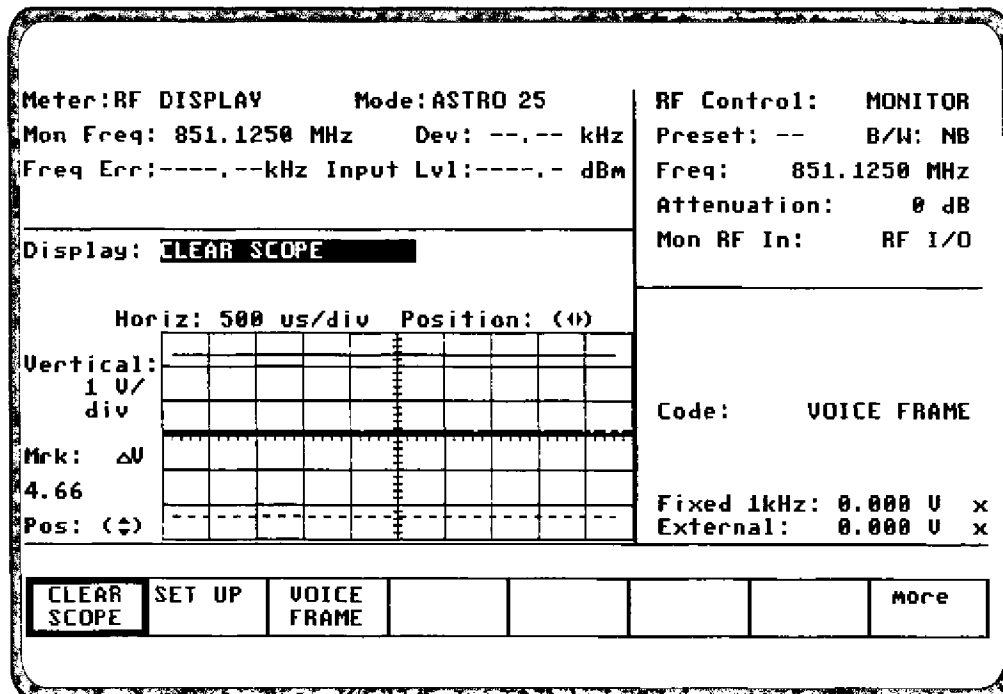 Meter:RF DISPLAY Mode:ASTRO 25
Mon Freq: 851.1250 MHz Dev: --.-- kHz
Freq Err:----.--kHz Input Lvl:----.- dBm
RF Control: MONITOR
Preset: -- B/W: NB
Freq: 851.1250 MHz
Attenuation: 0 dB
Mon RF In: RF I/O
Display: CLEAR SCOPE
Horiz: 500 us/div Position: (◂▸)
Vertical:
1 V/
div
Mrk: △V
4.66
Pos: (▴▾)
Code: VOICE FRAME
Fixed 1kHz: 0.000 V x
External: 0.000 V x
CLEAR
SCOPE
SET UP
VOICE
FRAME
more